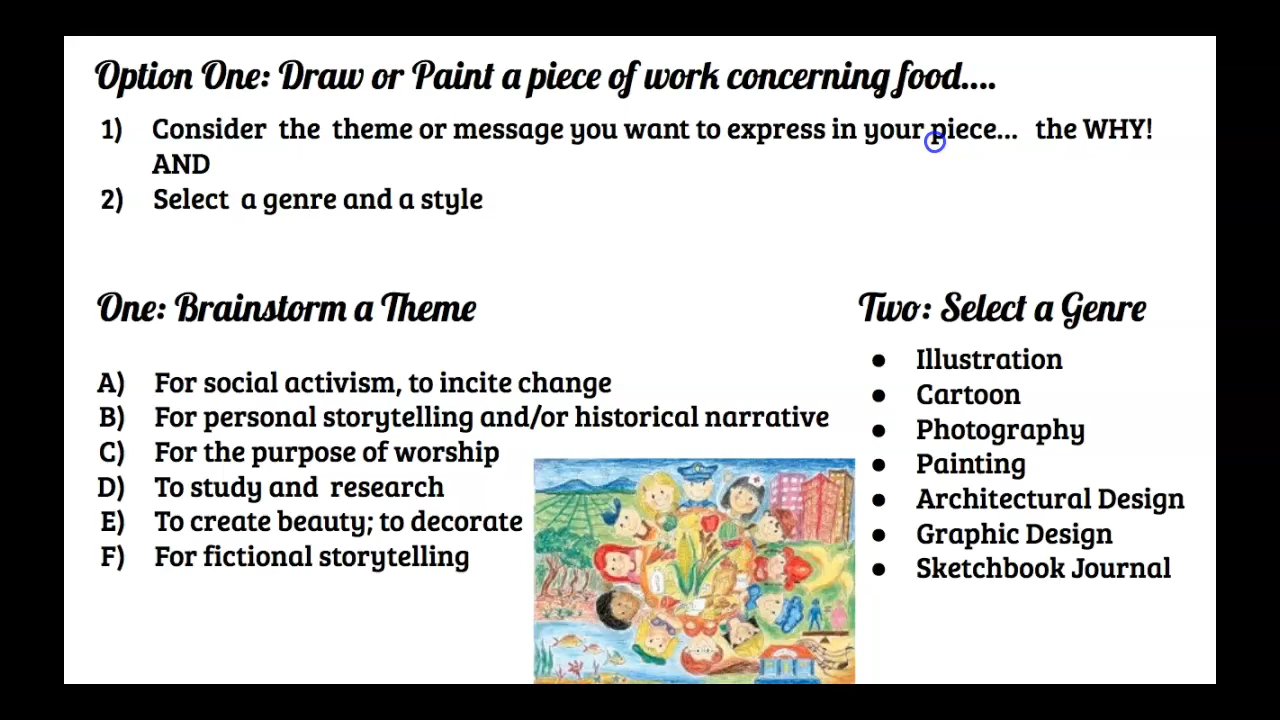 Option One: Draw or Paint a piece of work concerning food....
1) Consider the theme or message you want to express in your piece... the WHY!
AND
2) Select a genre and a style
One: Brainstorm a Theme
A) For social activism, to incite change
B) For personal storytelling and/or historical narrative
C) For the purpose of worship
D) To study and research
E) To create beauty; to decorate
F) For fictional storytelling
Two: Select a Genre
● Illustration
● Cartoon
● Photography
● Painting
● Architectural Design
● Graphic Design
● Sketchbook Journal